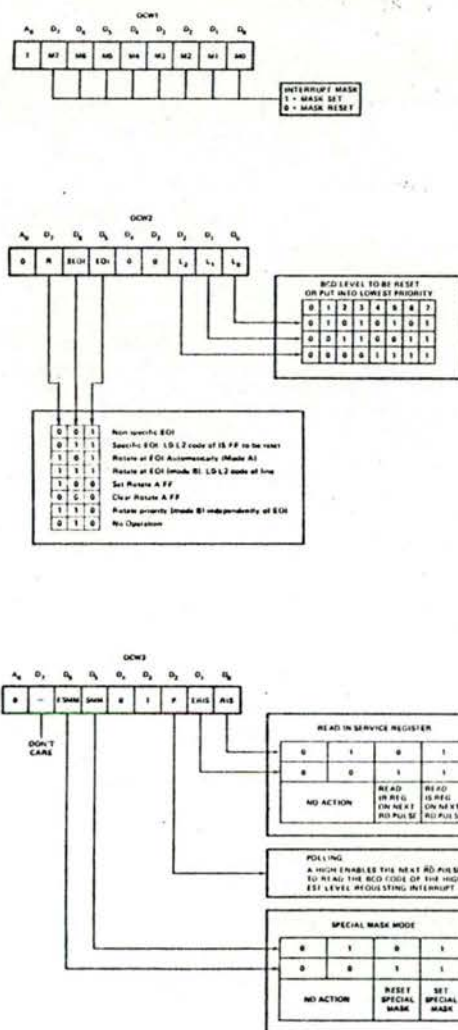 OCW1
A0 D7 D6 D5 D4 D3 D2 D1 D0
1 M7 M6 M5 M4 M3 M2 M1 M0
INTERRUPT MASK
1 = MASK SET
0 = MASK RESET
OCW2
A0 D7 D6 D5 D4 D3 D2 D1 D0
0 R SEOI EOI 0 0 L2 L1 L0
BCD LEVEL TO BE RESET
OR PUT INTO LOWEST PRIORITY
0 1 2 3 4 5 6 7
0 1 0 1 0 1 0 1
0 0 1 1 0 0 1 1
0 0 0 0 1 1 1 1
0 0 1 Non specific EOI
0 1 1 Specific EOI. L0-L2 code of IS FF to be reset
1 0 1 Rotate at EOI Automatically (Mode A)
1 1 1 Rotate at EOI (mode B). L0-L2 code of line
1 0 0 Set Rotate A FF
0 0 0 Clear Rotate A FF
1 1 0 Rotate priority (mode B) independently of EOI
0 1 0 No Operation
OCW3
A0 D7 D6 D5 D4 D3 D2 D1 D0
0 – ESMM SMM 0 1 P ERIS RIS
DON'T
CARE
READ IN SERVICE REGISTER
0 1 0 1
0 0 1 1
NO ACTION
READ
IR REG
ON NEXT
RD PULSE
READ
IS REG
ON NEXT
RD PULSE
POLLING
A HIGH ENABLES THE NEXT RD PULSE
TO READ THE BCD CODE OF THE HIGH
EST LEVEL REQUESTING INTERRUPT
SPECIAL MASK MODE
0 1 0 1
0 0 1 1
NO ACTION
RESET
SPECIAL
MASK
SET
SPECIAL
MASK